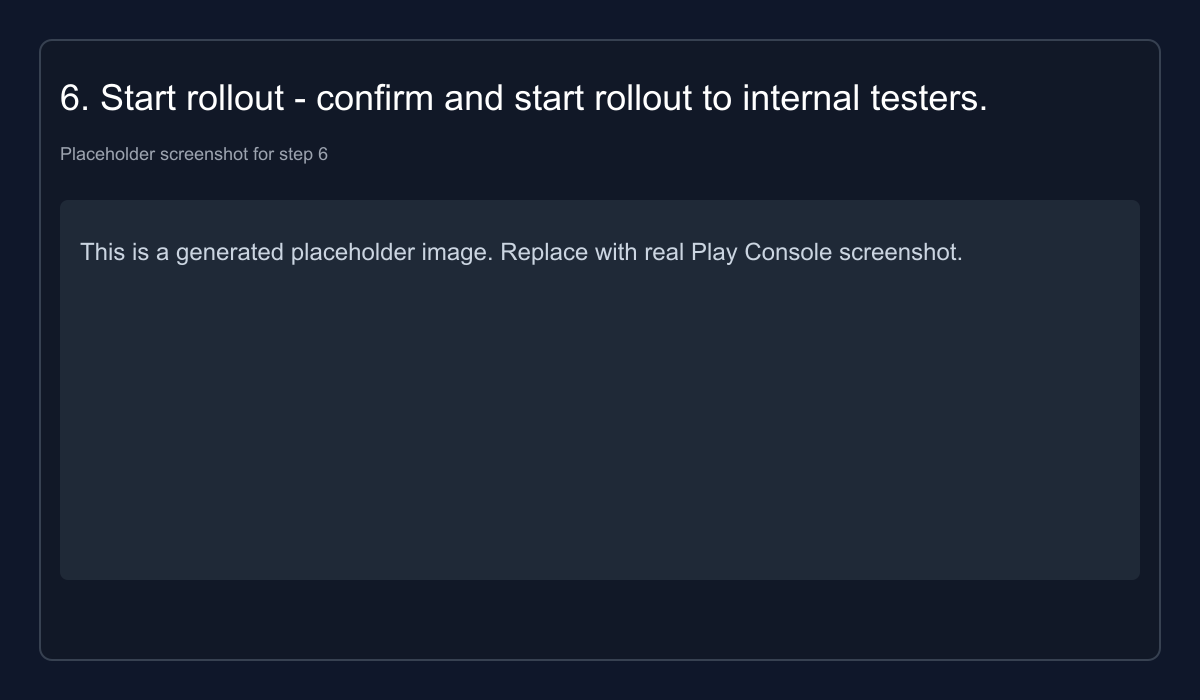 6. Start rollout - confirm and start rollout to internal testers.
Placeholder screenshot for step 6
This is a generated placeholder image. Replace with real Play Console screenshot.